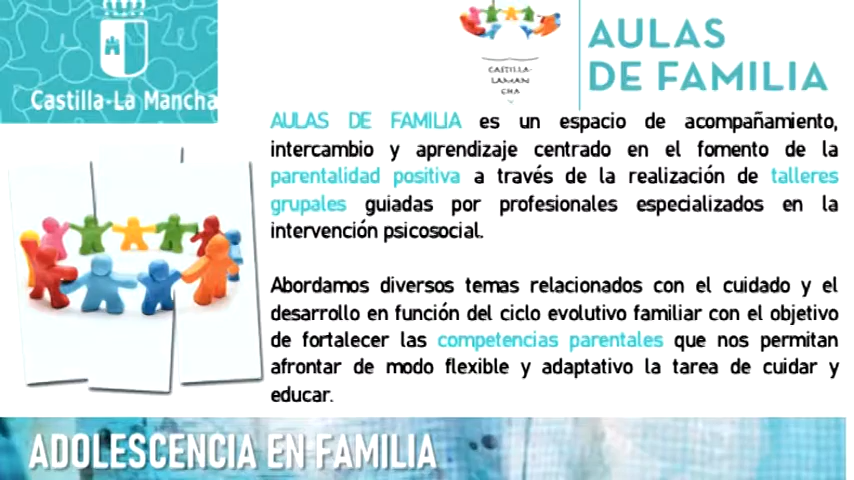 Castilla-La Mancha
CASTILLA-
LAMAN
CHA
AULAS
DE FAMILIA
AULAS DE FAMILIA es un espacio de acompañamiento,
intercambio y aprendizaje centrado en el fomento de la
parentalidad positiva a través de la realización de talleres
grupales guiadas por profesionales especializados en la
intervención psicosocial.
Abordamos diversos temas relacionados con el cuidado y el
desarrollo en función del ciclo evolutivo familiar con el objetivo
de fortalecer las competencias parentales que nos permitan
afrontar de modo flexible y adaptativo la tarea de cuidar y
educar.
ADOLESCENCIA EN FAMILIA